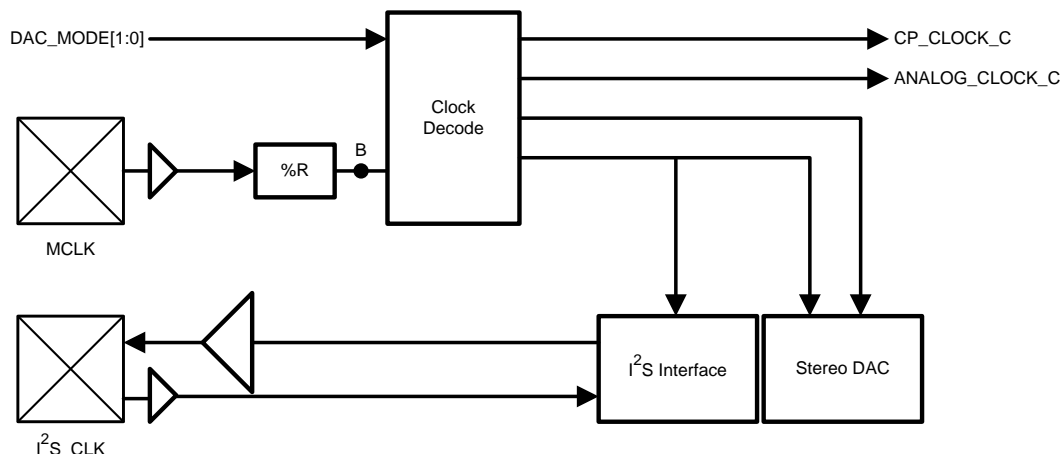 DAC_MODE[1:0]
CP_CLOCK_C
ANALOG_CLOCK_C
Clock
Decode
B
%R
MCLK
I²S Interface
Stereo DAC
I²S_CLK